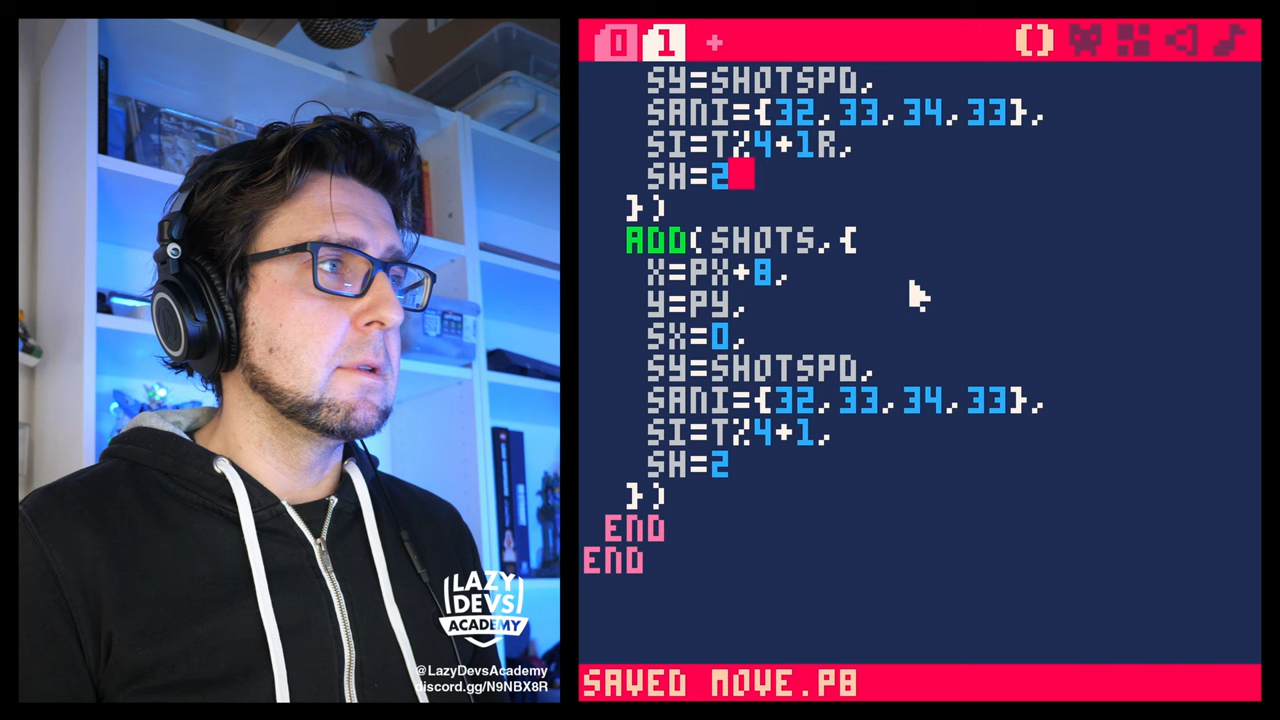 0 1 +
SY=SHOTSPD,
SANI={32,33,34,33},
SI=T%4+1R,
SH=2
})
ADD(SHOTS,{
X=PX+8,
Y=PY,
SX=0,
SY=SHOTSPD,
SANI={32,33,34,33},
SI=T%4+1,
SH=2
})
END
END
SAVED MOVE.P8
LAZY
DEVS
ACADEMY
@LazyDevsAcademy
discord.gg/N9NBX8R